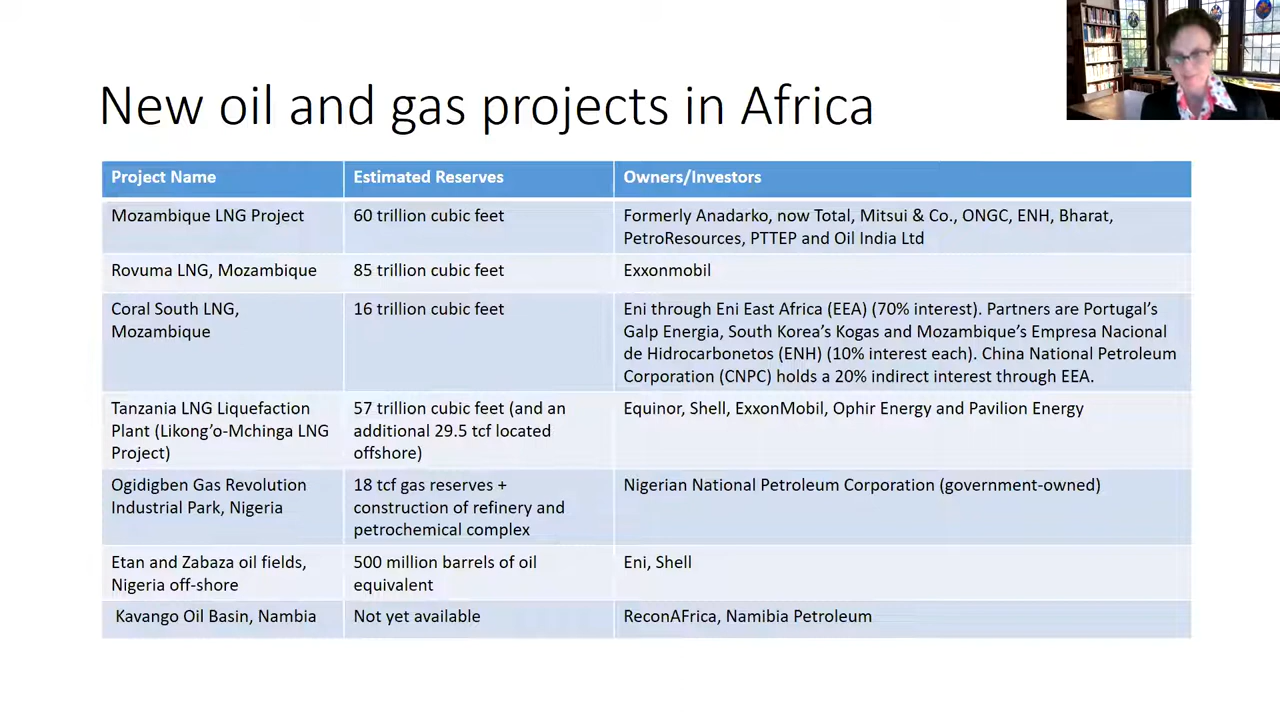 New oil and gas projects in Africa
Project Name
Estimated Reserves
Owners/Investors
Mozambique LNG Project
60 trillion cubic feet
Formerly Anadarko, now Total, Mitsui & Co., ONGC, ENH, Bharat,
PetroResources, PTTEP and Oil India Ltd
Rovuma LNG, Mozambique
85 trillion cubic feet
Exxonmobil
Coral South LNG,
Mozambique
16 trillion cubic feet
Eni through Eni East Africa (EEA) (70% interest). Partners are Portugal's
Galp Energia, South Korea's Kogas and Mozambique's Empresa Nacional
de Hidrocarbonetos (ENH) (10% interest each). China National Petroleum
Corporation (CNPC) holds a 20% indirect interest through EEA.
Tanzania LNG Liquefaction
Plant (Likong'o-Mchinga LNG
Project)
57 trillion cubic feet (and an
additional 29.5 tcf located
offshore)
Equinor, Shell, ExxonMobil, Ophir Energy and Pavilion Energy
Ogidigben Gas Revolution
Industrial Park, Nigeria
18 tcf gas reserves +
construction of refinery and
petrochemical complex
Nigerian National Petroleum Corporation (government-owned)
Etan and Zabaza oil fields,
Nigeria off-shore
500 million barrels of oil
equivalent
Eni, Shell
Kavango Oil Basin, Nambia
Not yet available
ReconAFrica, Namibia Petroleum